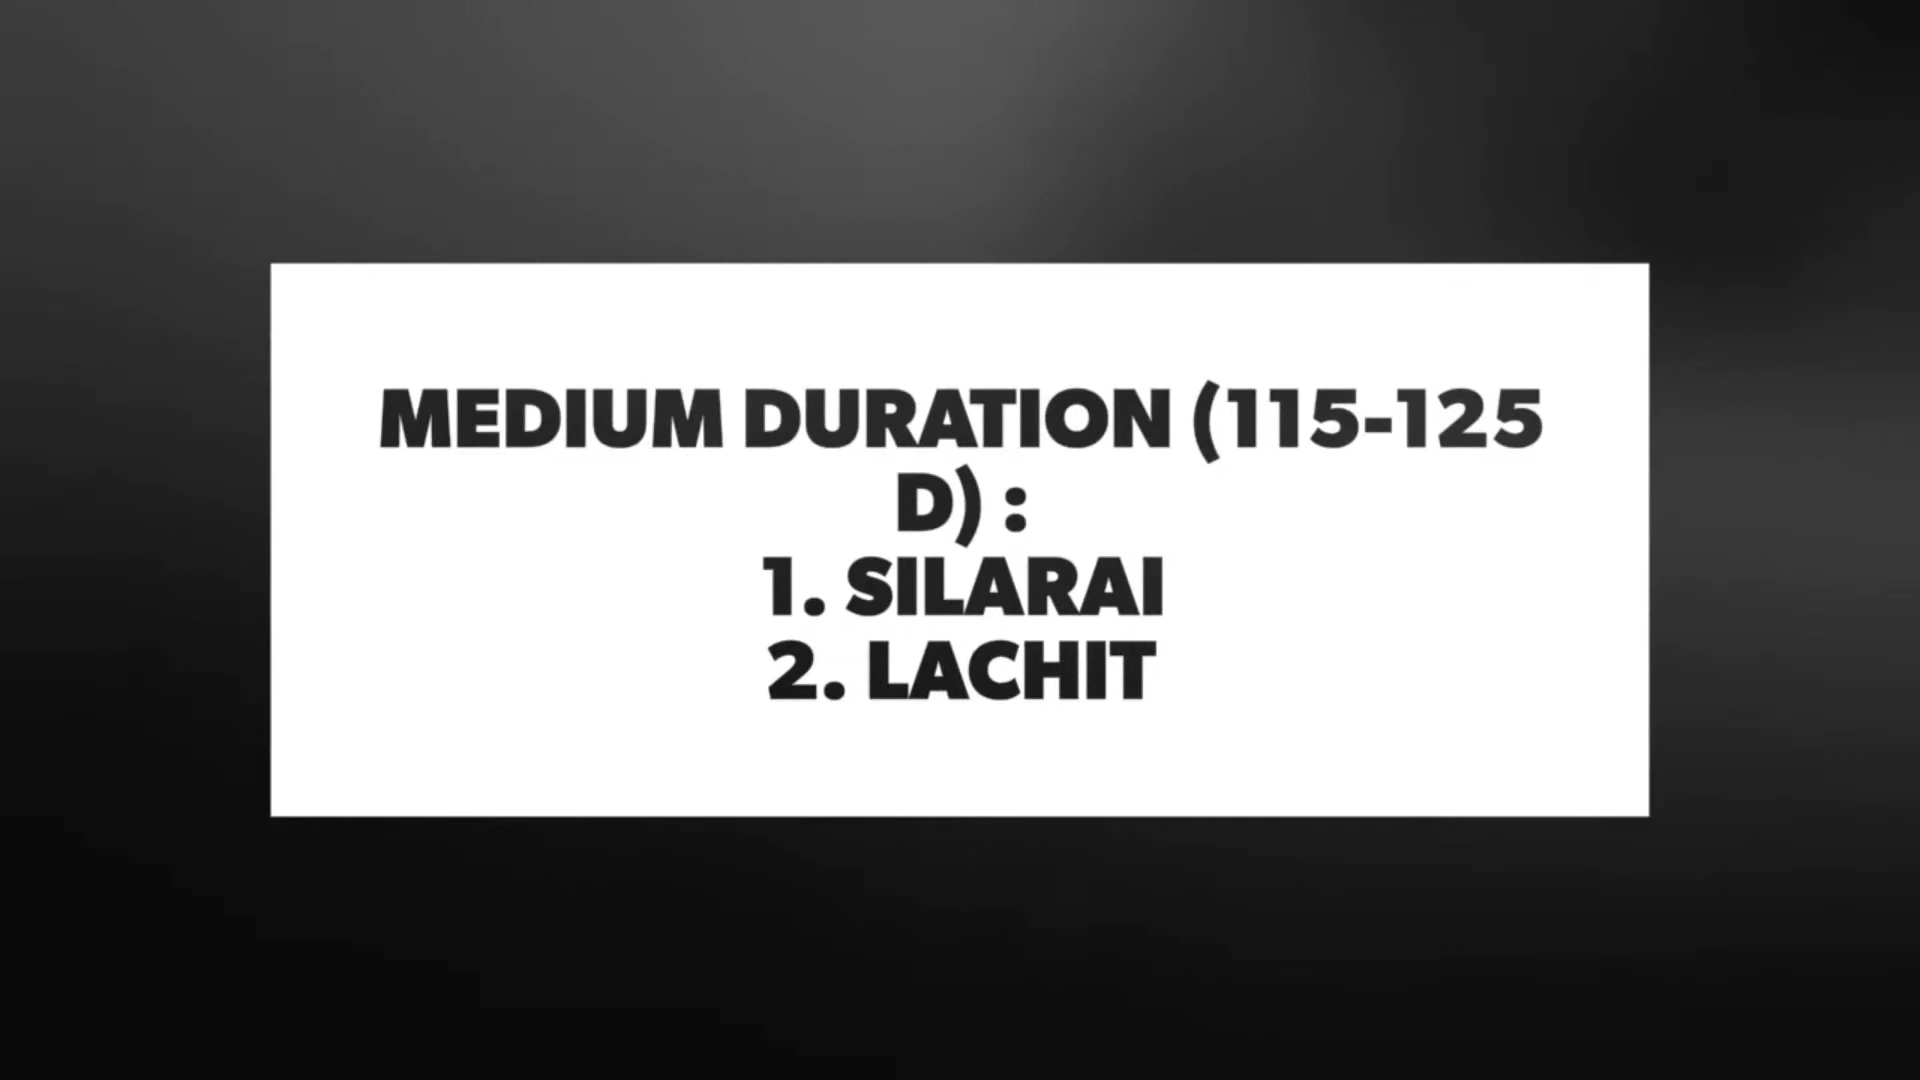 MEDIUM DURATION (115-125
D) :
1. SILARAI
2. LACHIT